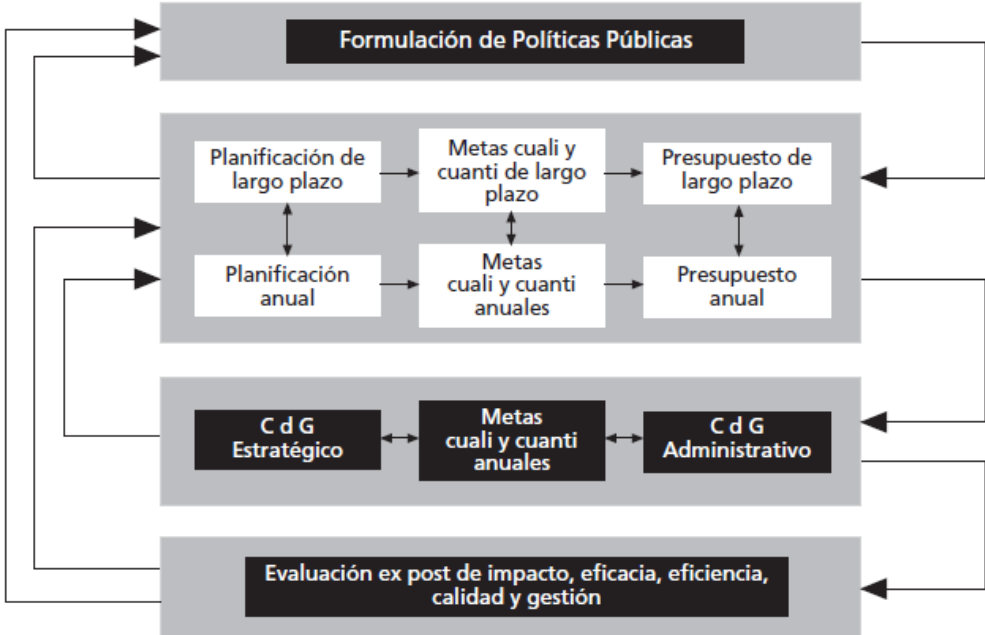 Formulación de Políticas Públicas
Planificación de
largo plazo
Metas cuali y
cuanti de largo
plazo
Presupuesto de
largo plazo
Planificación
anual
Metas
cuali y cuanti
anuales
Presupuesto
anual
C d G
Estratégico
Metas
cuali y cuanti
anuales
C d G
Administrativo
Evaluación ex post de impacto, eficacia, eficiencia,
calidad y gestión